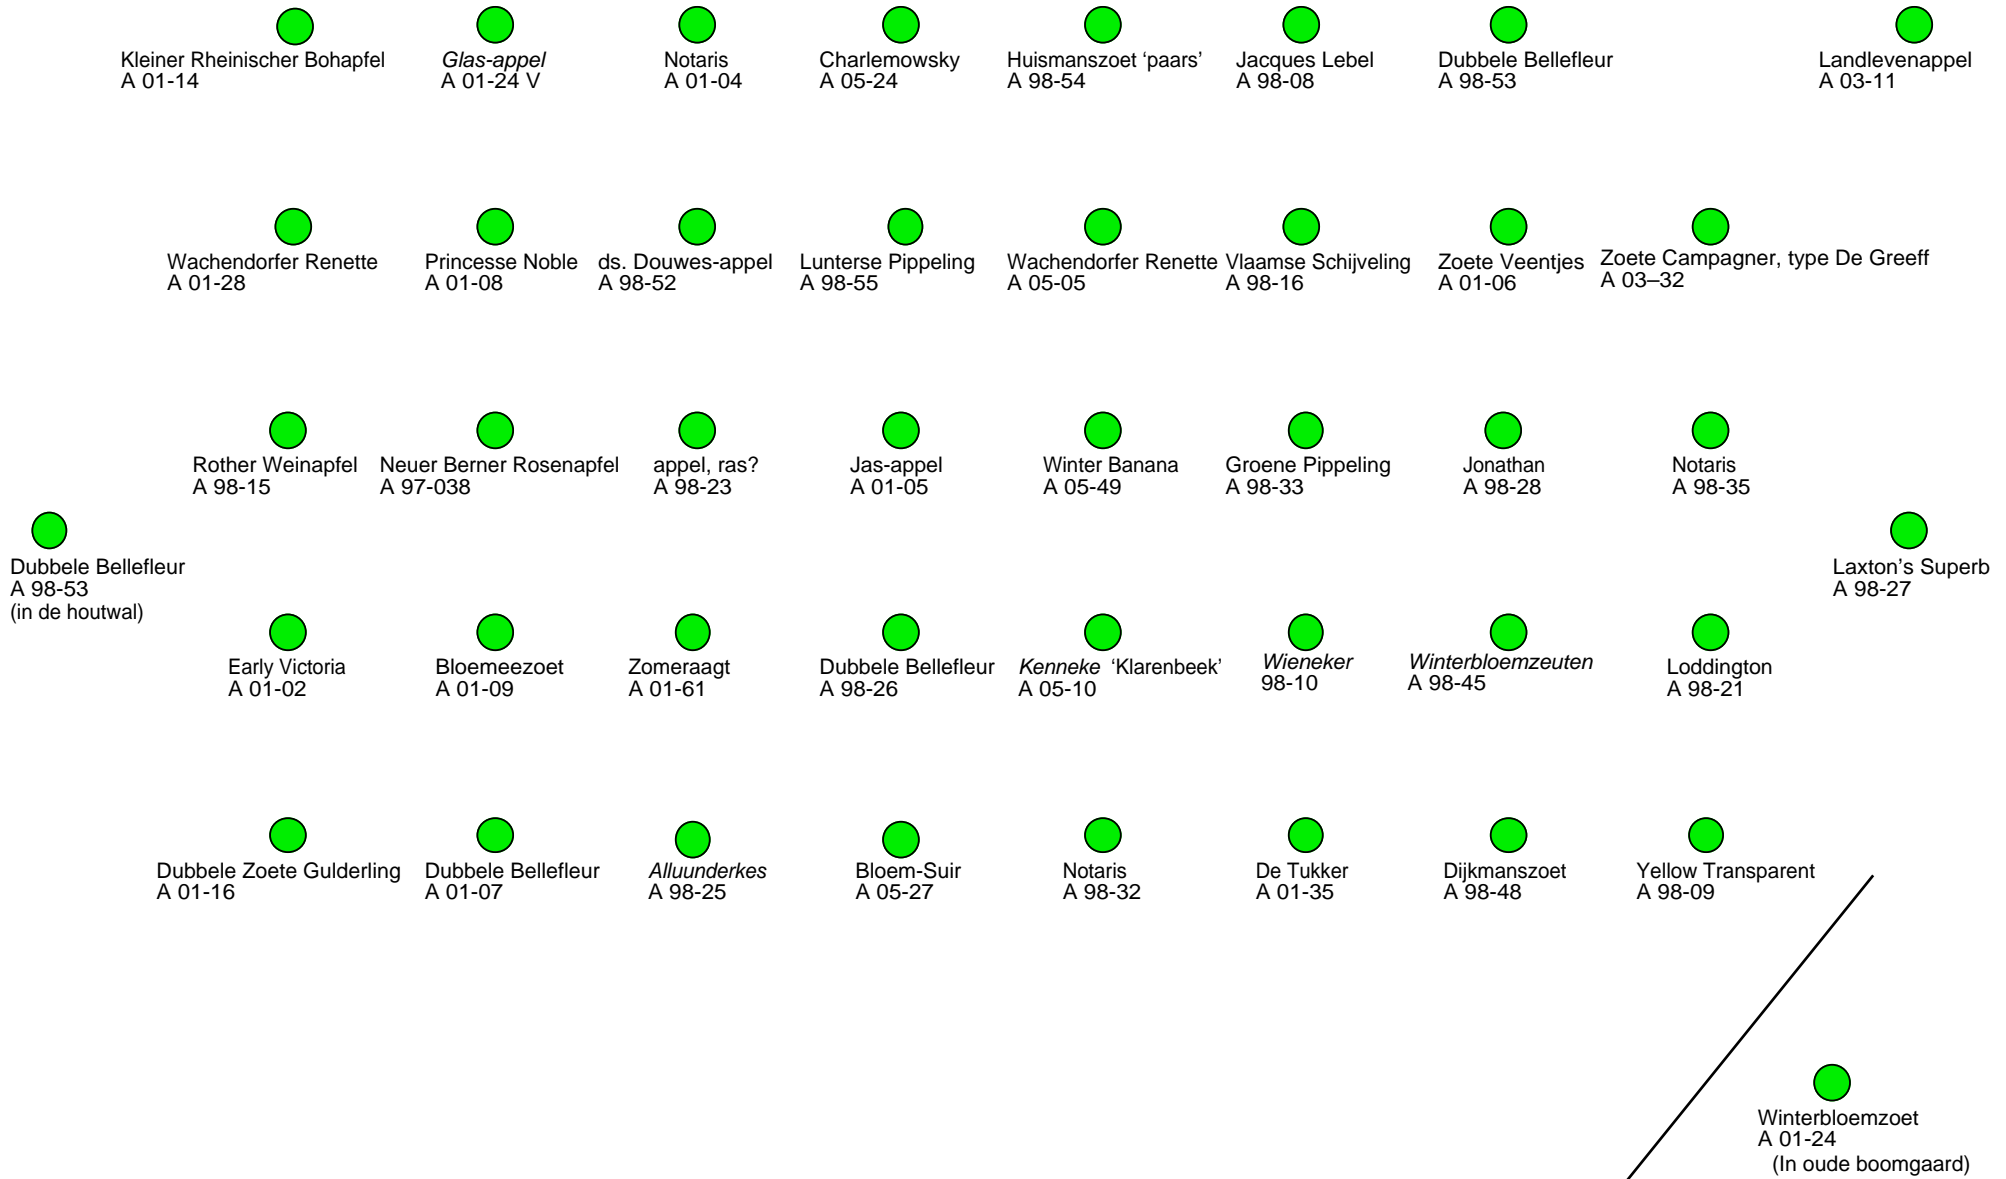 Kleiner Rheinischer Bohapfel
A 01-14
Glas-appel
A 01-24 V
Notaris
A 01-04
Charlemowsky
A 05-24
Huismanszoet ‘paars’
A 98-54
Jacques Lebel
A 98-08
Dubbele Bellefleur
A 98-53
Landlevenappel
A 03-11
Wachendorfer Renette
A 01-28
Princesse Noble
A 01-08
ds. Douwes-appel
A 98-52
Lunterse Pippeling
A 98-55
Wachendorfer Renette
A 05-05
Vlaamse Schijveling
A 98-16
Zoete Veentjes
A 01-06
Zoete Campagner, type De Greeff
A 03–32
Rother Weinapfel
A 98-15
Neuer Berner Rosenapfel
A 97-038
appel, ras?
A 98-23
Jas-appel
A 01-05
Winter Banana
A 05-49
Groene Pippeling
A 98-33
Jonathan
A 98-28
Notaris
A 98-35
Dubbele Bellefleur
A 98-53
(in de houtwal)
Laxton’s Superb
A 98-27
Early Victoria
A 01-02
Bloemeezoet
A 01-09
Zomeraagt
A 01-61
Dubbele Bellefleur
A 98-26
Kenneke ‘Klarenbeek’
A 05-10
Wieneker
98-10
Winterbloemzeuten
A 98-45
Loddington
A 98-21
Dubbele Zoete Gulderling
A 01-16
Dubbele Bellefleur
A 01-07
Alluunderkes
A 98-25
Bloem-Suir
A 05-27
Notaris
A 98-32
De Tukker
A 01-35
Dijkmanszoet
A 98-48
Yellow Transparent
A 98-09
Winterbloemzoet
A 01-24
(In oude boomgaard)